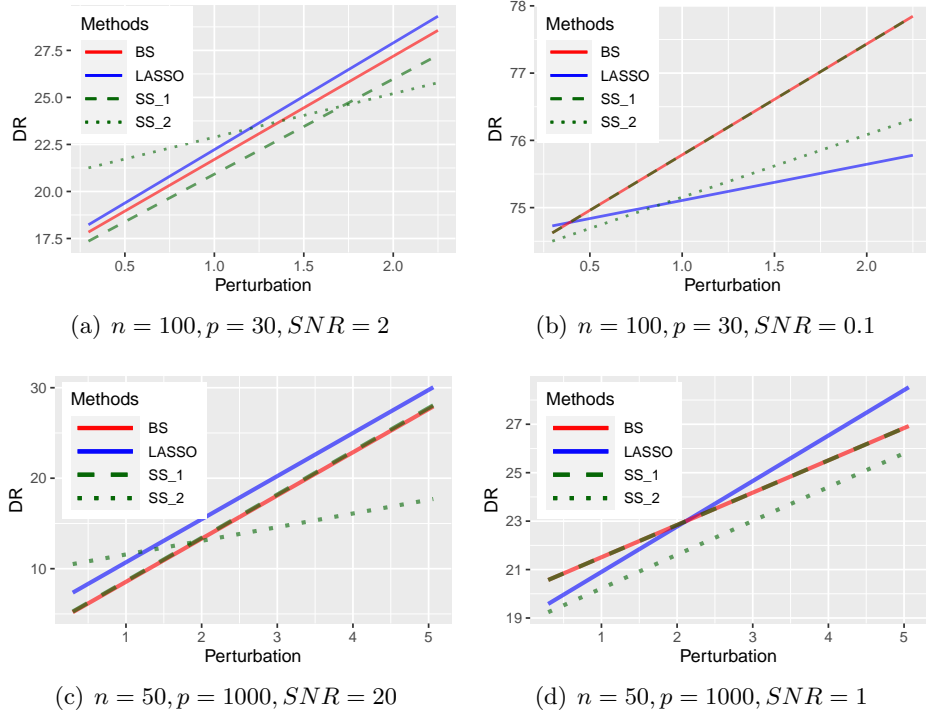 Methods
BS
LASSO
SS_1
SS_2
DR
27.5
25.0
22.5
20.0
17.5
0.5
1.0
1.5
2.0
Perturbation
(a) n = 100, p = 30, SNR = 2
Methods
BS
LASSO
SS_1
SS_2
DR
78
77
76
75
0.5
1.0
1.5
2.0
Perturbation
(b) n = 100, p = 30, SNR = 0.1
Methods
BS
LASSO
SS_1
SS_2
DR
30
20
10
1
2
3
4
5
Perturbation
(c) n = 50, p = 1000, SNR = 20
Methods
BS
LASSO
SS_1
SS_2
DR
27
25
23
21
19
1
2
3
4
5
Perturbation
(d) n = 50, p = 1000, SNR = 1